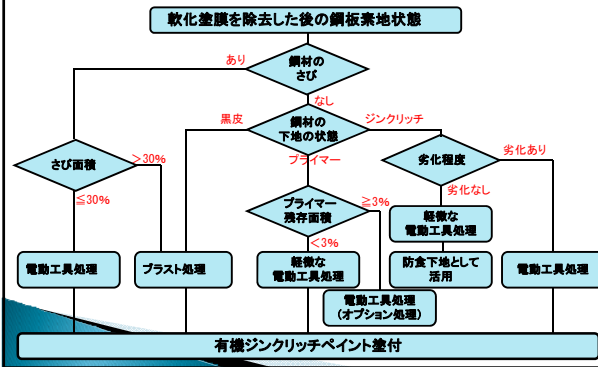 軟化塗膜を除去した後の鋼板素地状態
あり
鋼材の
さび
なし
黒皮
鋼材の
下地の状態
ジンクリッチ
プライマー
さび面積
＞30%
≦30%
劣化程度
劣化あり
劣化なし
プライマー
残存面積
≧3%
＜3%
軽微な
電動工具処理
電動工具処理
ブラスト処理
軽微な
電動工具処理
防食下地として
活用
電動工具処理
電動工具処理
(オプション処理)
有機ジンクリッチペイント塗付